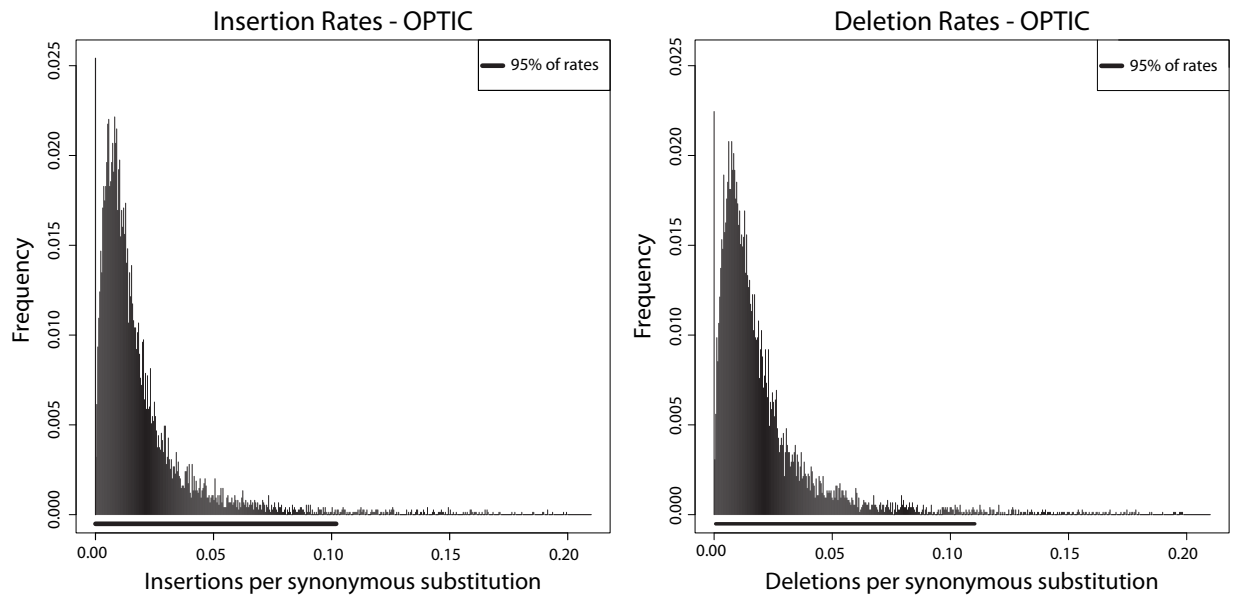 Insertion Rates - OPTIC
95% of rates
Frequency
0.025
0.020
0.015
0.010
0.005
0.000
0.00 0.05 0.10 0.15 0.20
Insertions per synonymous substitution
Deletion Rates - OPTIC
95% of rates
Frequency
0.025
0.020
0.015
0.010
0.005
0.000
0.00 0.05 0.10 0.15 0.20
Deletions per synonymous substitution